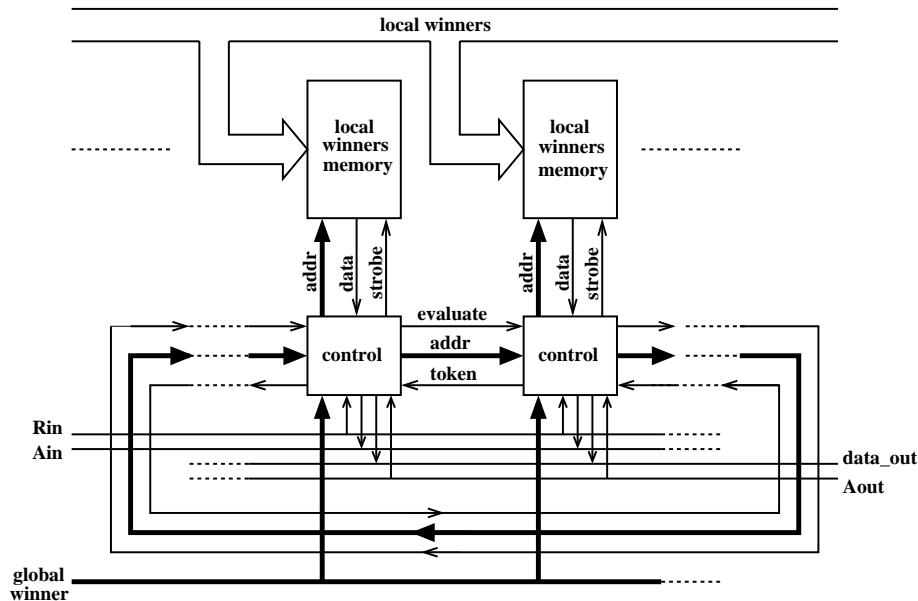 local winners
local
winners
memory
local
winners
memory
addr
data
strobe
addr
data
strobe
evaluate
control
addr
control
token
Rin
Ain
data_out
Aout
global
winner